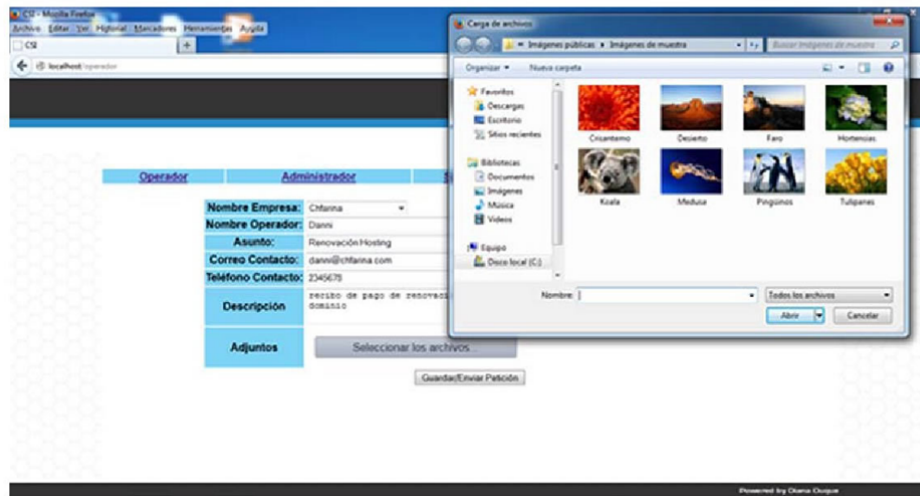 CSI - Mozilla Firefox
Archivo Editar Ver Historial Marcadores Herramientas Ayuda
CSI
+
localhost/operador
Operador
Administrador
Nombre Empresa: Chfarina
Nombre Operador: Danni
Asunto: Renovación Hosting
Correo Contacto: danni@chfarina.com
Teléfono Contacto: 2345678
Descripción
recibo de pago de renovaci
dominio
Adjuntos
Seleccionar los archivos...
Guardar/Enviar Petición
Powered by Diana Duque
Carga de archivos
Imágenes públicas Imágenes de muestra
Buscar Imágenes de muestra
Organizar Nueva carpeta
Favoritos
Descargas
Escritorio
Sitios recientes
Bibliotecas
Documentos
Imágenes
Música
Videos
Equipo
Disco local (C:)
Crisantemo
Desierto
Faro
Hortensias
Koala
Medusa
Pingüinos
Tulipanes
Nombre:
Todos los archivos
Abrir
Cancelar